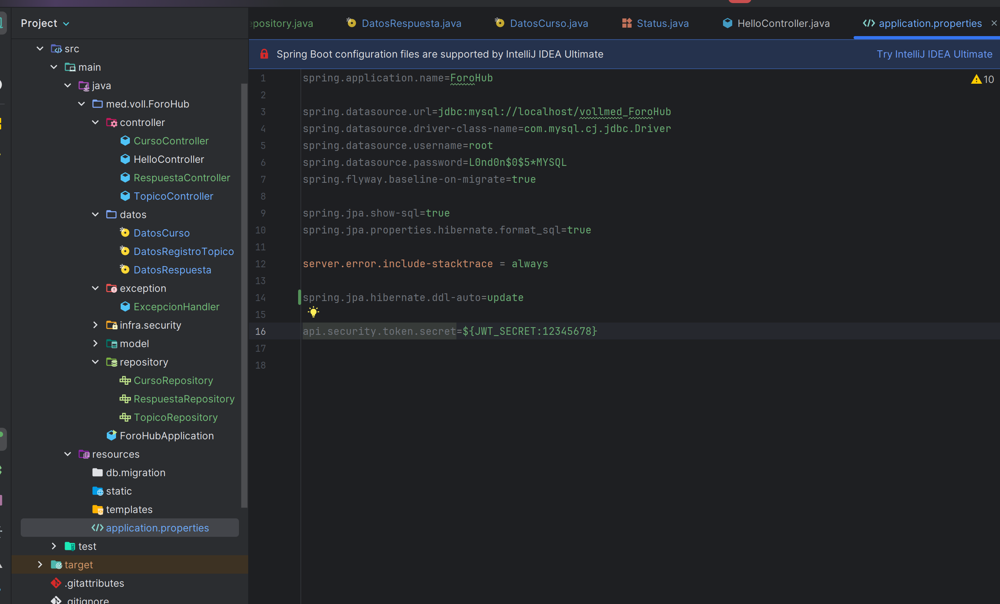 Project
epository.java
DatosRespuesta.java
DatosCurso.java
Status.java
HelloController.java
application.properties
Spring Boot configuration files are supported by IntelliJ IDEA Ultimate
Try IntelliJ IDEA Ultimate
src
main
java
med.voll.ForoHub
controller
CursoController
HelloController
RespuestaController
TopicoController
datos
DatosCurso
DatosRegistroTopico
DatosRespuesta
exception
ExcepcionHandler
infra.security
model
repository
CursoRepository
RespuestaRepository
TopicoRepository
ForoHubApplication
resources
db.migration
static
templates
application.properties
test
target
.gitattributes
.gitignore
10
1 spring.application.name=ForoHub
2
3 spring.datasource.url=jdbc:mysql://localhost/vollmed_ForoHub
4 spring.datasource.driver-class-name=com.mysql.cj.jdbc.Driver
5 spring.datasource.username=root
6 spring.datasource.password=L0nd0n$0$5*MYSQL
7 spring.flyway.baseline-on-migrate=true
8
9 spring.jpa.show-sql=true
10 spring.jpa.properties.hibernate.format_sql=true
11
12 server.error.include-stacktrace = always
13
14 spring.jpa.hibernate.ddl-auto=update
15
16 api.security.token.secret=${JWT_SECRET:12345678}
17
18